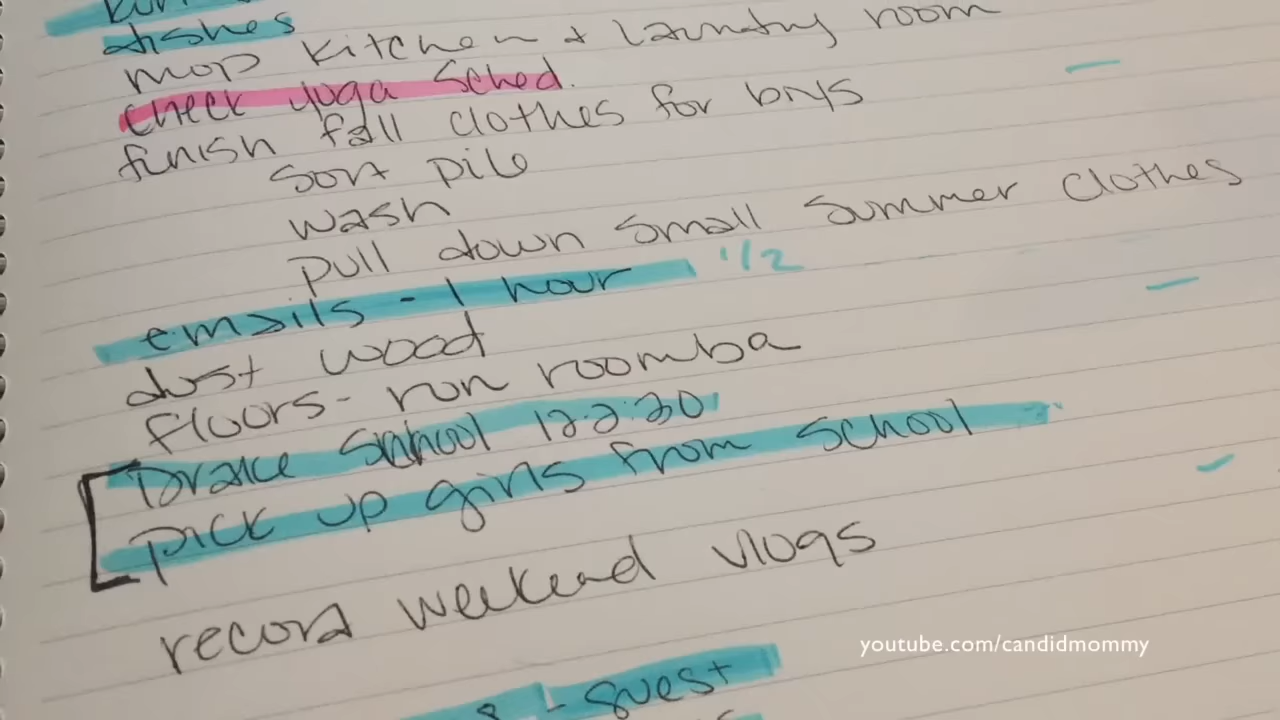 dishes
mop kitchen + laundry room
check yoga sched.
finish fall clothes for boys
sort pile
wash
pull down small summer clothes
emails - 1 hour 1/2
dust wood
floors - run roomba
Drake School 12-2:30
pick up girls from school
record weekend vlogs
youtube.com/candidmommy
- guest